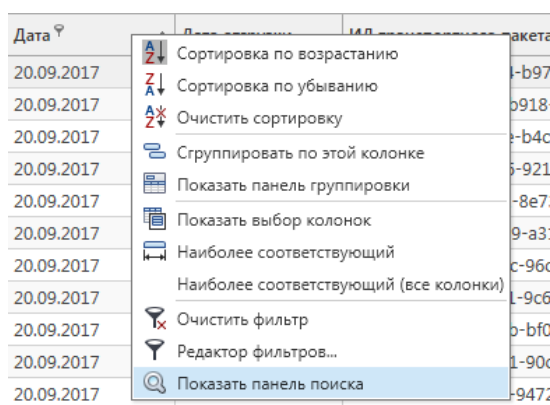 Дата
20.09.2017
20.09.2017
20.09.2017
20.09.2017
20.09.2017
20.09.2017
20.09.2017
20.09.2017
20.09.2017
20.09.2017
20.09.2017
Сортировка по возрастанию
Сортировка по убыванию
Очистить сортировку
Сгруппировать по этой колонке
Показать панель группировки
Показать выбор колонок
Наиболее соответствующий
Наиболее соответствующий (все колонки)
Очистить фильтр
Редактор фильтров...
Показать панель поиска